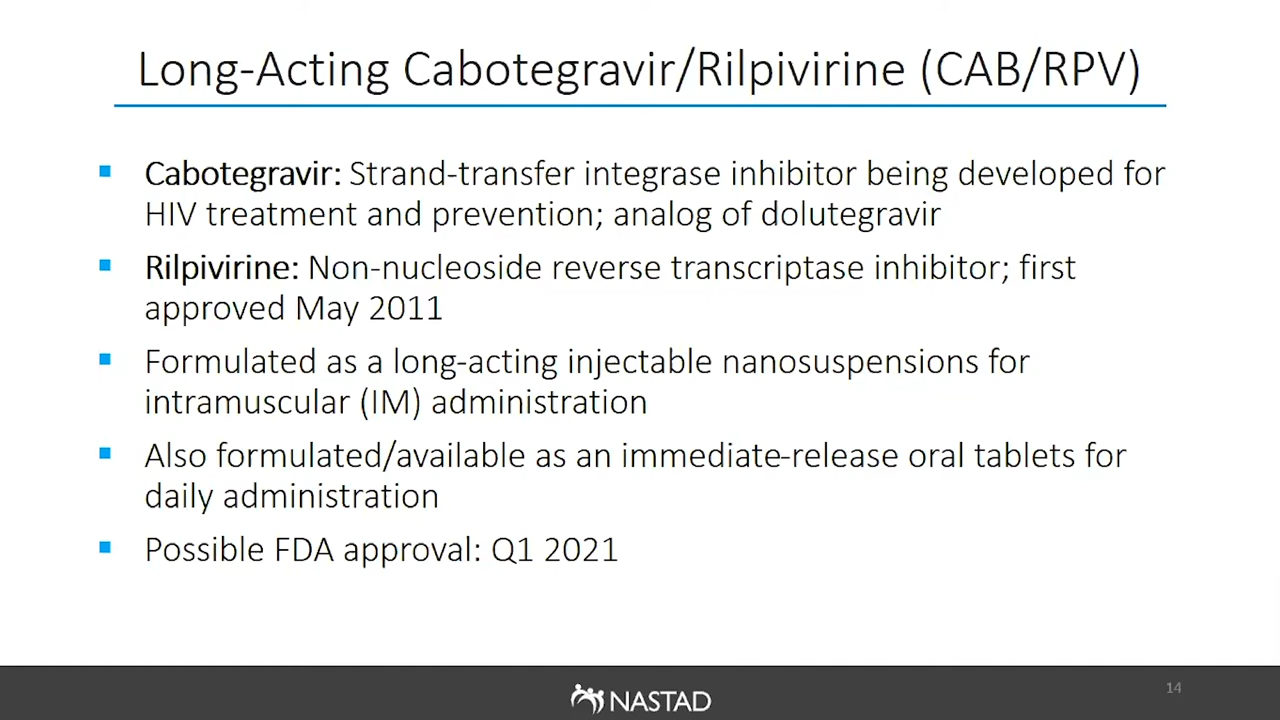 Long-Acting Cabotegravir/Rilpivirine (CAB/RPV)
Cabotegravir: Strand-transfer integrase inhibitor being developed for
HIV treatment and prevention; analog of dolutegravir
Rilpivirine: Non-nucleoside reverse transcriptase inhibitor; first
approved May 2011
Formulated as a long-acting injectable nanosuspensions for
intramuscular (IM) administration
Also formulated/available as an immediate-release oral tablets for
daily administration
Possible FDA approval: Q1 2021
NASTAD
14